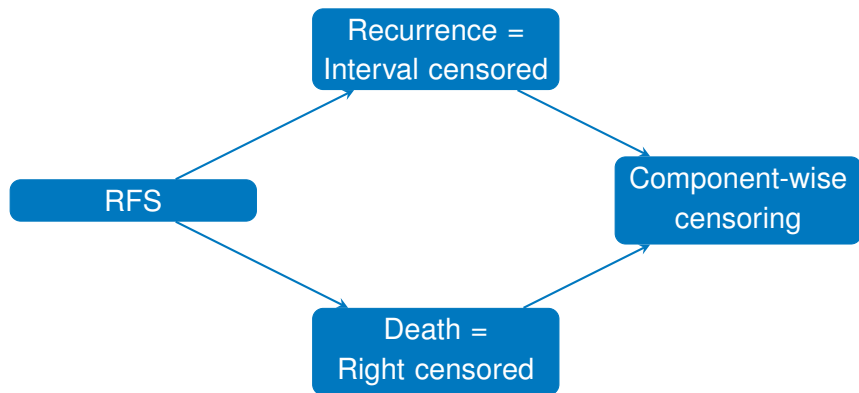 Recurrence =
Interval censored
RFS
Component-wise
censoring
Death =
Right censored